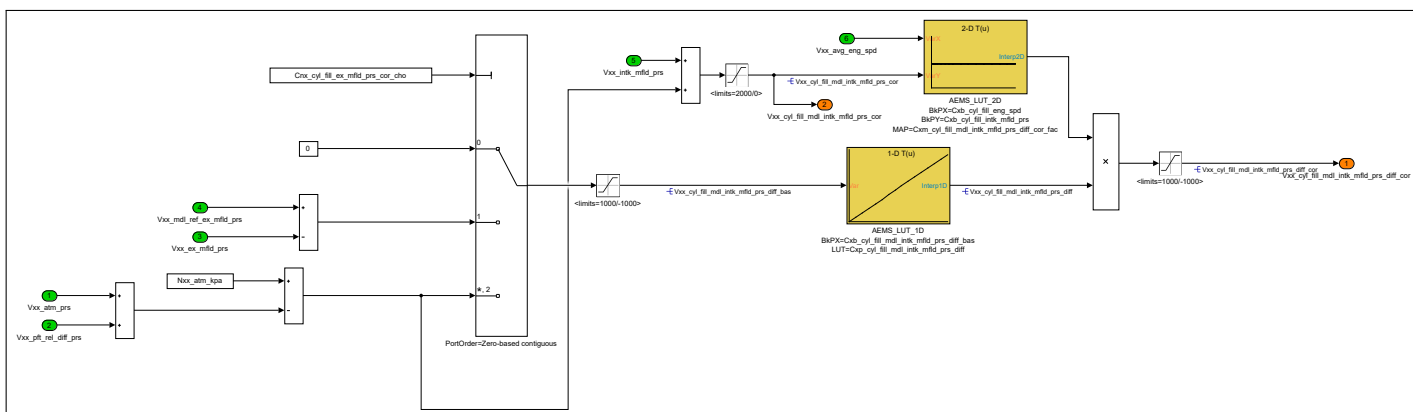 Cnx_cyl_fill_ex_mfld_prs_cor_cho
0
4
Vxx_mdl_ref_ex_mfld_prs
3
Vxx_ex_mfld_prs
Nxx_atm_kpa
1
Vxx_atm_prs
2
Vxx_pft_rel_diff_prs
+
-
+
-
+
+
0
1
*, 2
PortOrder=Zero-based contiguous
5
Vxx_intk_mfld_prs
+
+
<limits=2000/0>
2
Vxx_cyl_fill_mdl_intk_mfld_prs_cor
Vxx_cyl_fill_mdl_intk_mfld_prs_cor
6
Vxx_avg_eng_spd
2-D T(u)
Interp2D
AEMS_LUT_2D
BkPX=Cxb_cyl_fill_eng_spd
BkPY=Cxb_cyl_fill_intk_mfld_prs
MAP=Cxm_cyl_fill_mdl_intk_mfld_prs_diff_cor_fac
<limits=1000/-1000>
Vxx_cyl_fill_mdl_intk_mfld_prs_diff_bas
1-D T(u)
Interp1D
Vxx_cyl_fill_mdl_intk_mfld_prs_diff
AEMS_LUT_1D
BkPX=Cxb_cyl_fill_mdl_intk_mfld_prs_diff_bas
LUT=Cxp_cyl_fill_mdl_intk_mfld_prs_diff
×
<limits=1000/-1000>
Vxx_cyl_fill_mdl_intk_mfld_prs_diff_cor
1
Vxx_cyl_fill_mdl_intk_mfld_prs_diff_cor